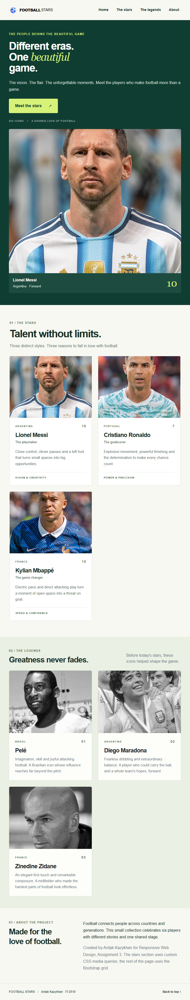 FOOTBALL STARS
Home The stars The legends About
THE PEOPLE BEHIND THE BEAUTIFUL GAME
Different eras.
One beautiful
game.
The vision. The flair. The unforgettable moments. Meet the players who make football more than a
game.
Meet the stars ↗
SIX ICONS / A SHARED LOVE OF FOOTBALL
Lionel Messi
Argentina · Forward
10
01 / THE STARS
Talent without limits.
Three distinct styles. Three reasons to fall in love with football.
ARGENTINA 10
Lionel Messi
The playmaker
Close control, clever passes and a left foot
that turns small spaces into big
opportunities.
VISION & CREATIVITY
PORTUGAL 7
Cristiano Ronaldo
The goalscorer
Explosive movement, powerful finishing and
the determination to make every chance
count.
POWER & PRECISION
FRANCE 10
Kylian Mbappé
The game changer
Electric pace and direct attacking play turn
a moment of open space into a threat on
goal.
SPEED & CONFIDENCE
02 / THE LEGENDS
Greatness never fades.
Before today's stars, these
icons helped shape the game.
BRAZIL 01
Pelé
Imagination, skill and joyful attacking
football. A Brazilian icon whose influence
reaches far beyond the pitch.
ARGENTINA 02
Diego Maradona
Fearless dribbling and extraordinary
balance. A player who could carry the ball,
and a whole team's hopes, forward.
FRANCE 03
Zinedine Zidane
An elegant first touch and remarkable
composure. A midfielder who made the
hardest parts of football look effortless.
03 / ABOUT THE PROJECT
Made for the
love of football.
Football connects people across countries and
generations. This small collection celebrates six players
with different stories and one shared stage.
Created by Ardak Kazykhan for Responsive Web
Design, Assignment 3. The stars section uses custom
CSS media queries; the rest of the page uses the
Bootstrap grid.
FOOTBALL STARS / Ardak Kazykhan · IT-2510
Back to top ↑